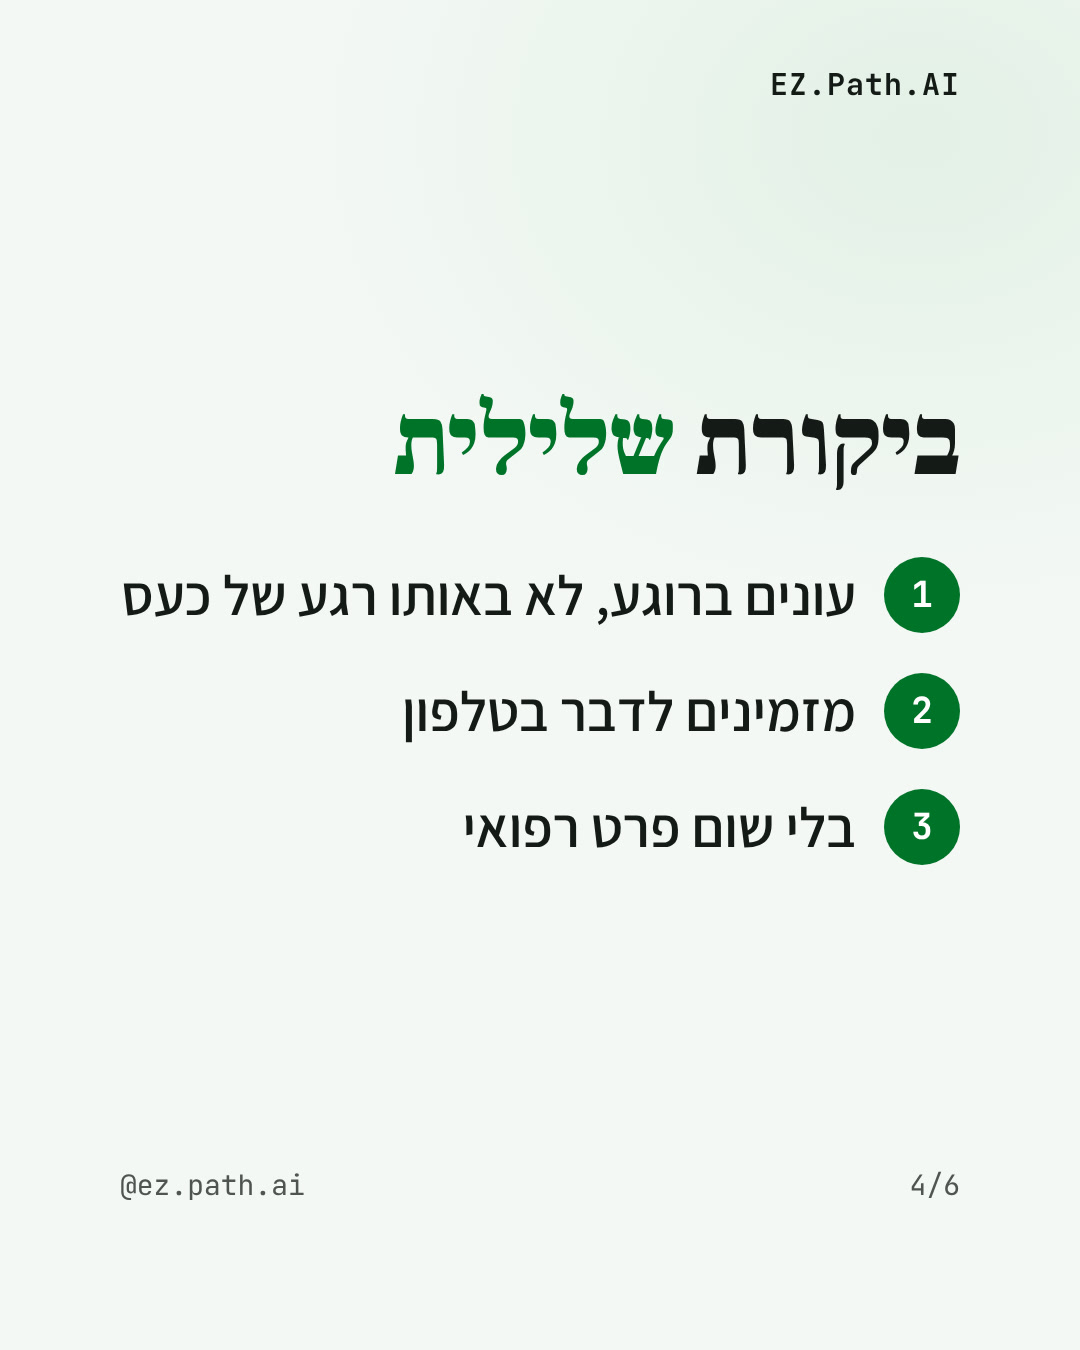 EZ.Path.AI
ביקורת שלילית
1 עונים ברוגע, לא באותו רגע של כעס
2 מזמינים לדבר בטלפון
3 בלי שום פרט רפואי
@ez.path.ai 4/6